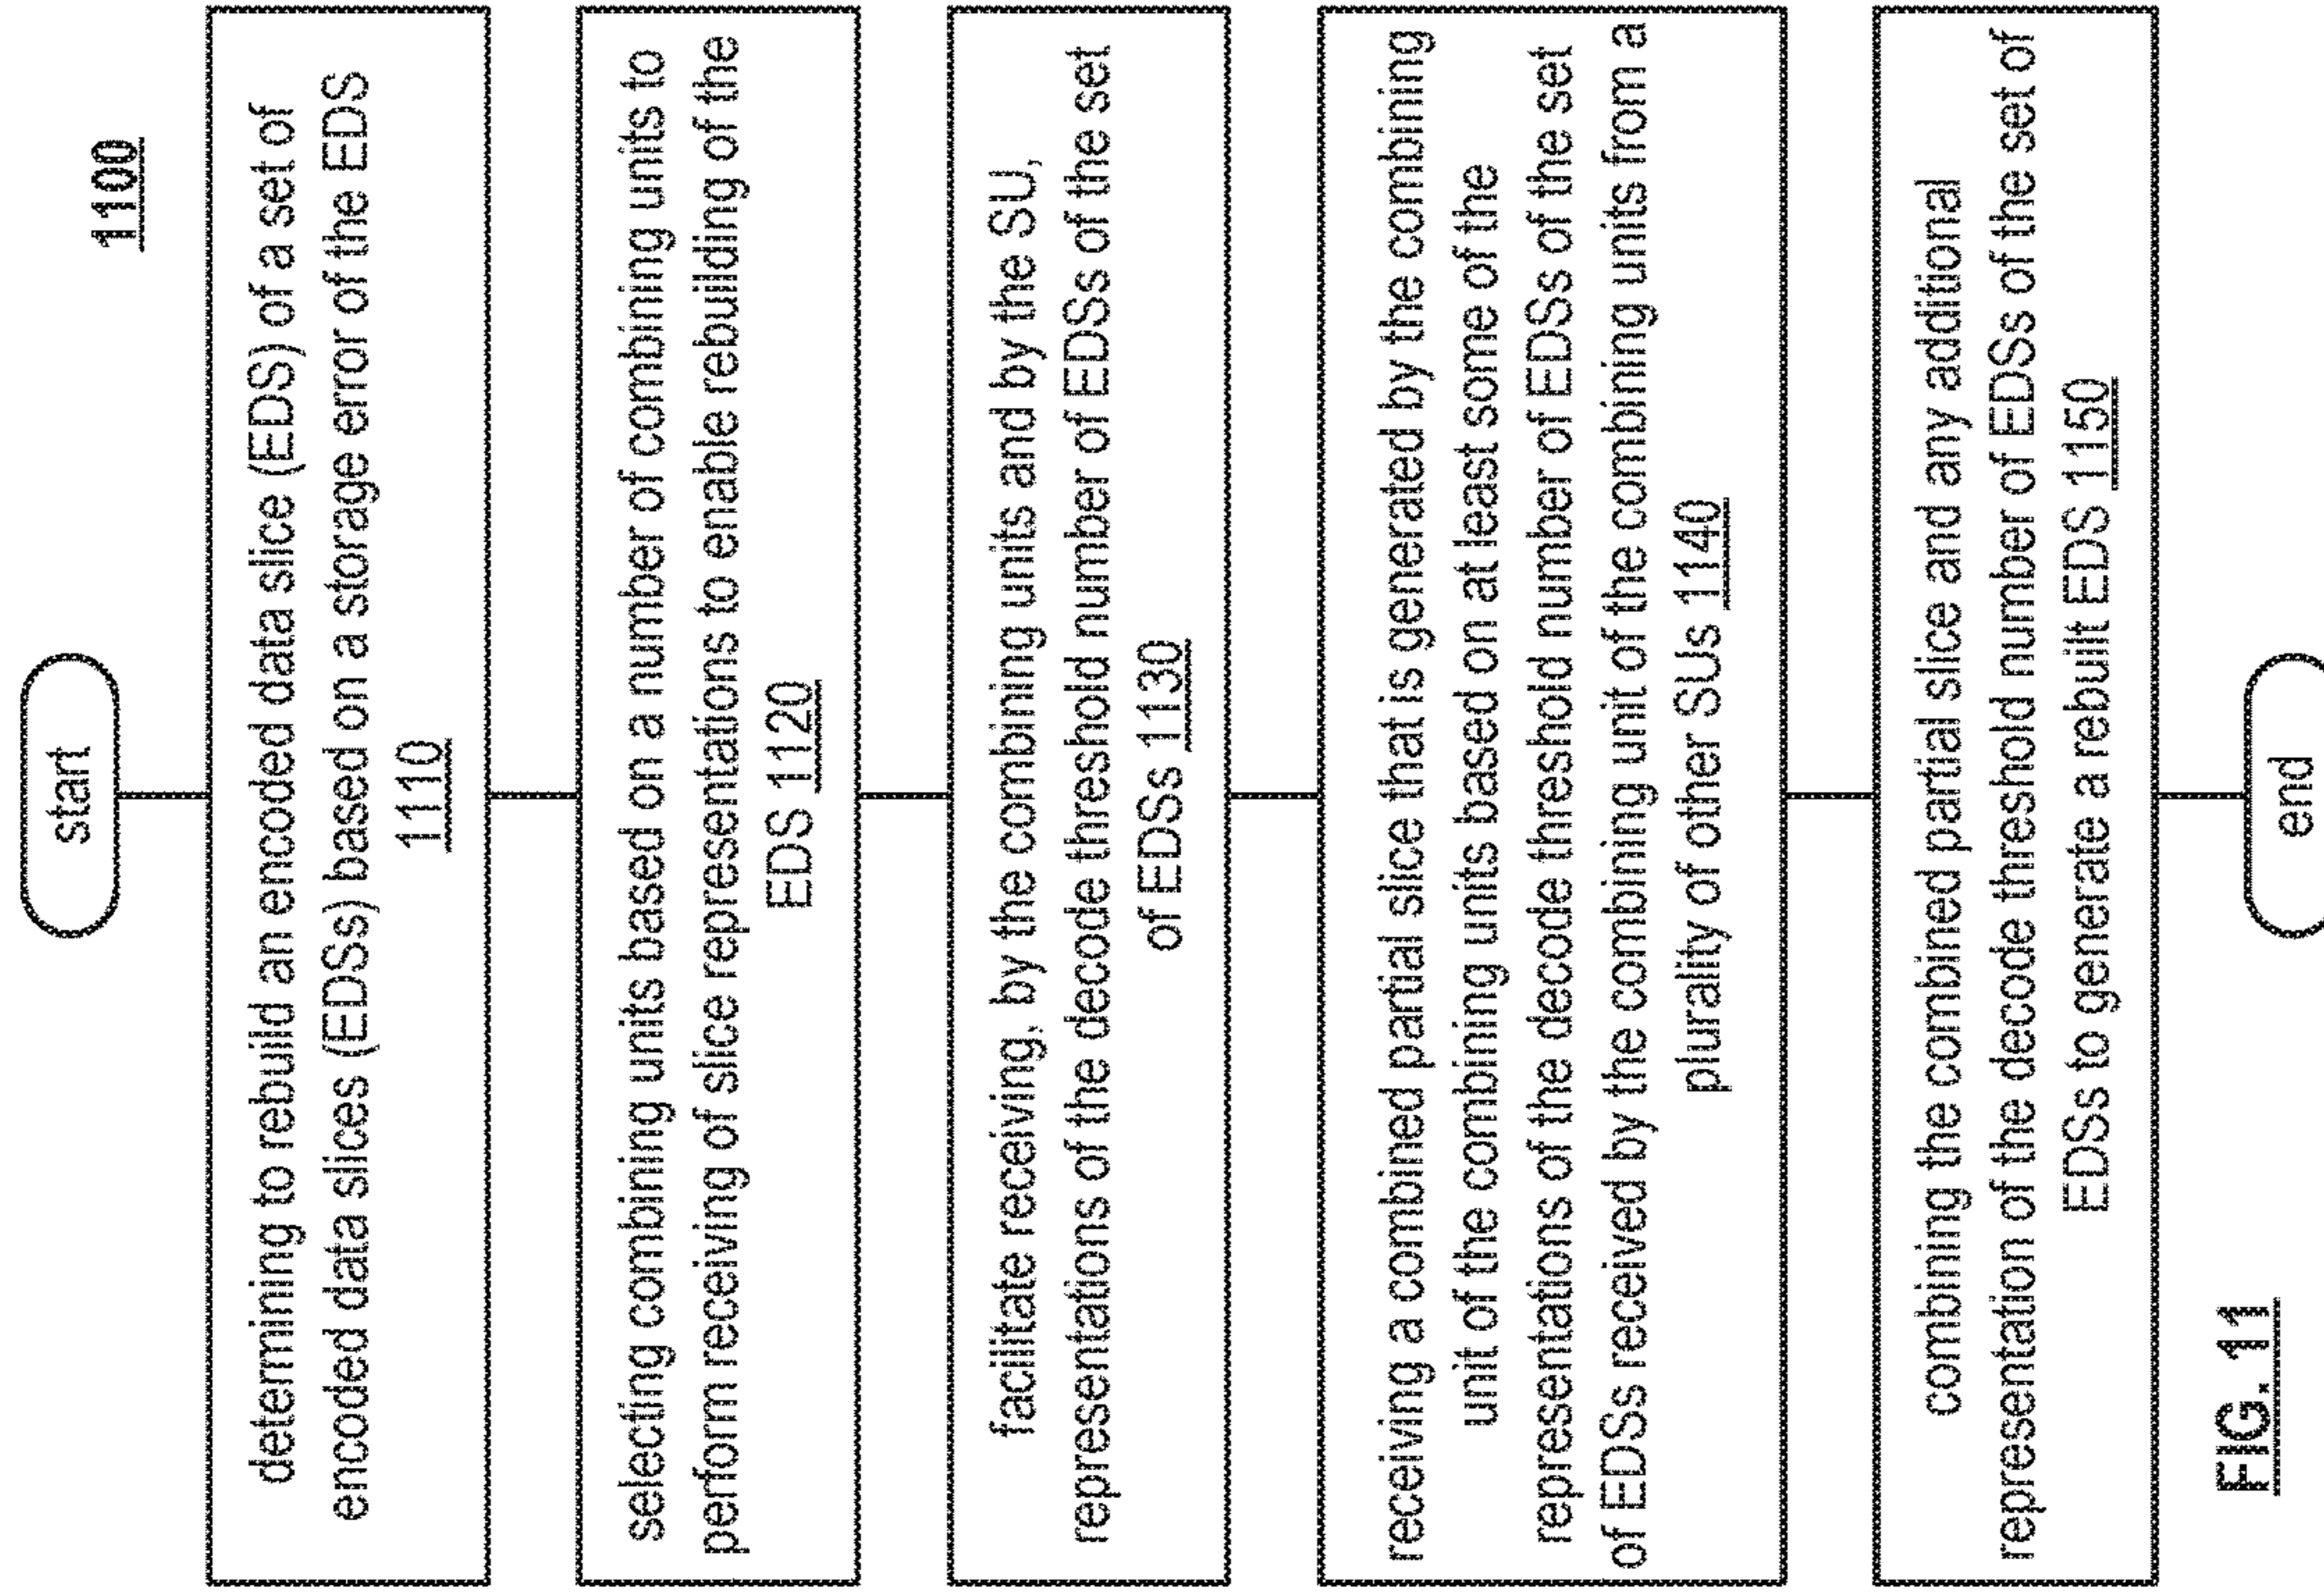 1100
start
determining to rebuild an encoded data slice (EDS) of a set of
encoded data slices (EDSs) based on a storage error of the EDS
1110
selecting combining units based on a number of combining units to
perform receiving of slice representations to enable rebuilding of the
EDS 1120
facilitate receiving, by the combining units and by the SU,
representations of the decode threshold number of EDSs of the set
of EDSs 1130
receiving a combined partial slice that is generated by the combining
unit of the combining units based on at least some of the
representations of the decode threshold number of EDSs of the set
of EDSs received by the combining unit of the combining units from a
plurality of other SUs 1140
combining the combined partial slice and any additional
representation of the decode threshold number of EDSs of the set of
EDSs to generate a rebuilt EDS 1150
end
FIG. 11